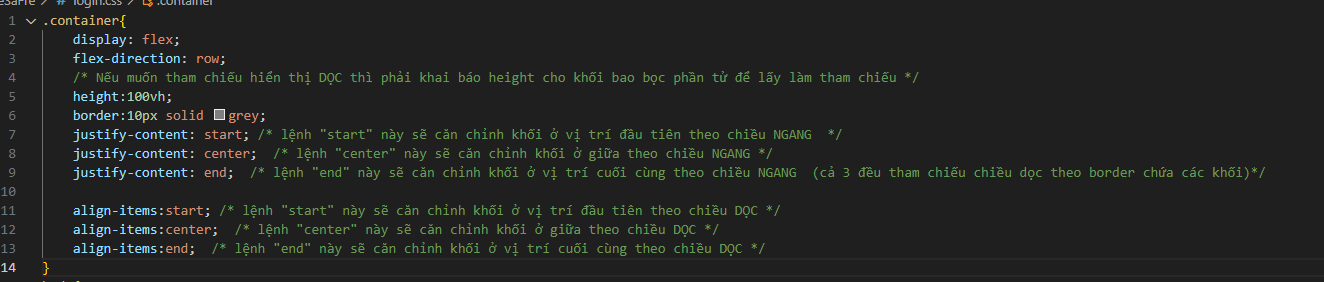 # login.css > .container
1 .container{
2 display: flex;
3 flex-direction: row;
4 /* Nếu muốn tham chiếu hiển thị DỌC thì phải khai báo height cho khối bao bọc phần tử để lấy làm tham chiếu */
5 height:100vh;
6 border:10px solid grey;
7 justify-content: start; /* lệnh "start" này sẽ căn chỉnh khối ở vị trí đầu tiên theo chiều NGANG  */
8 justify-content: center;  /* lệnh "center" này sẽ căn chỉnh khối ở giữa theo chiều NGANG */
9 justify-content: end;  /* lệnh "end" này sẽ căn chỉnh khối ở vị trí cuối cùng theo chiều NGANG  (cả 3 đều tham chiếu chiều dọc theo border chứa các khối)*/
10
11 align-items:start; /* lệnh "start" này sẽ căn chỉnh khối ở vị trí đầu tiên theo chiều DỌC */
12 align-items:center;  /* lệnh "center" này sẽ căn chỉnh khối ở giữa theo chiều DỌC */
13 align-items:end;  /* lệnh "end" này sẽ căn chỉnh khối ở vị trí cuối cùng theo chiều DỌC */
14 }